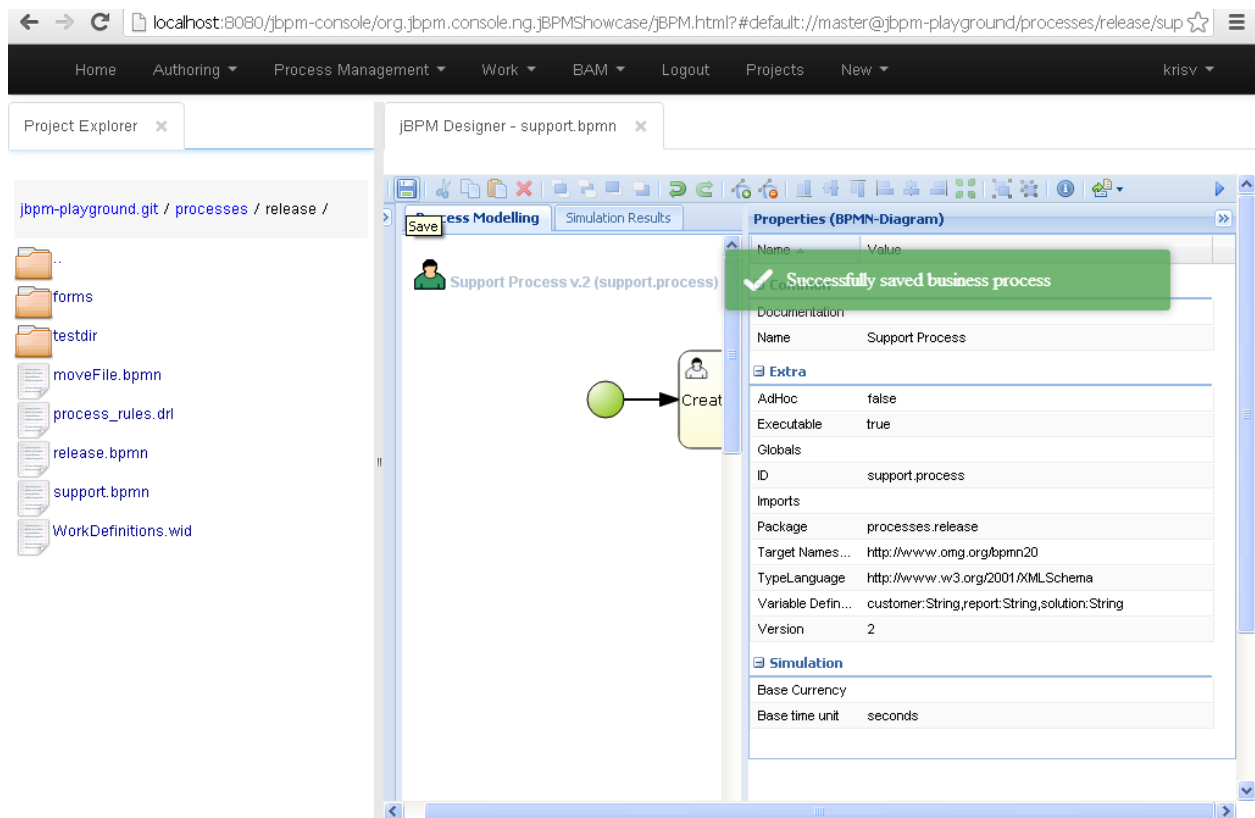 localhost:8080/jbpm-console/org.jbpm.console.ng.jBPMShowcase/jBPM.html?#default://master@jbpm-playground/processes/release/sup
Home Authoring Process Management Work BAM Logout Projects New krisv
Project Explorer
jBPM Designer - support.bpmn
jbpm-playground.git / processes / release /
..
forms
testdir
moveFile.bpmn
process_rules.drl
release.bpmn
support.bpmn
WorkDefinitions.wid
Process Modelling
Simulation Results
Save
Support Process v.2 (support.process)
Creat
Properties (BPMN-Diagram)
Name Value
Successfully saved business process
Common
Documentation
Name Support Process
Extra
AdHoc false
Executable true
Globals
ID support.process
Imports
Package processes.release
Target Names... http://www.omg.org/bpmn20
TypeLanguage http://www.w3.org/2001/XMLSchema
Variable Defin... customer:String,report:String,solution:String
Version 2
Simulation
Base Currency
Base time unit seconds